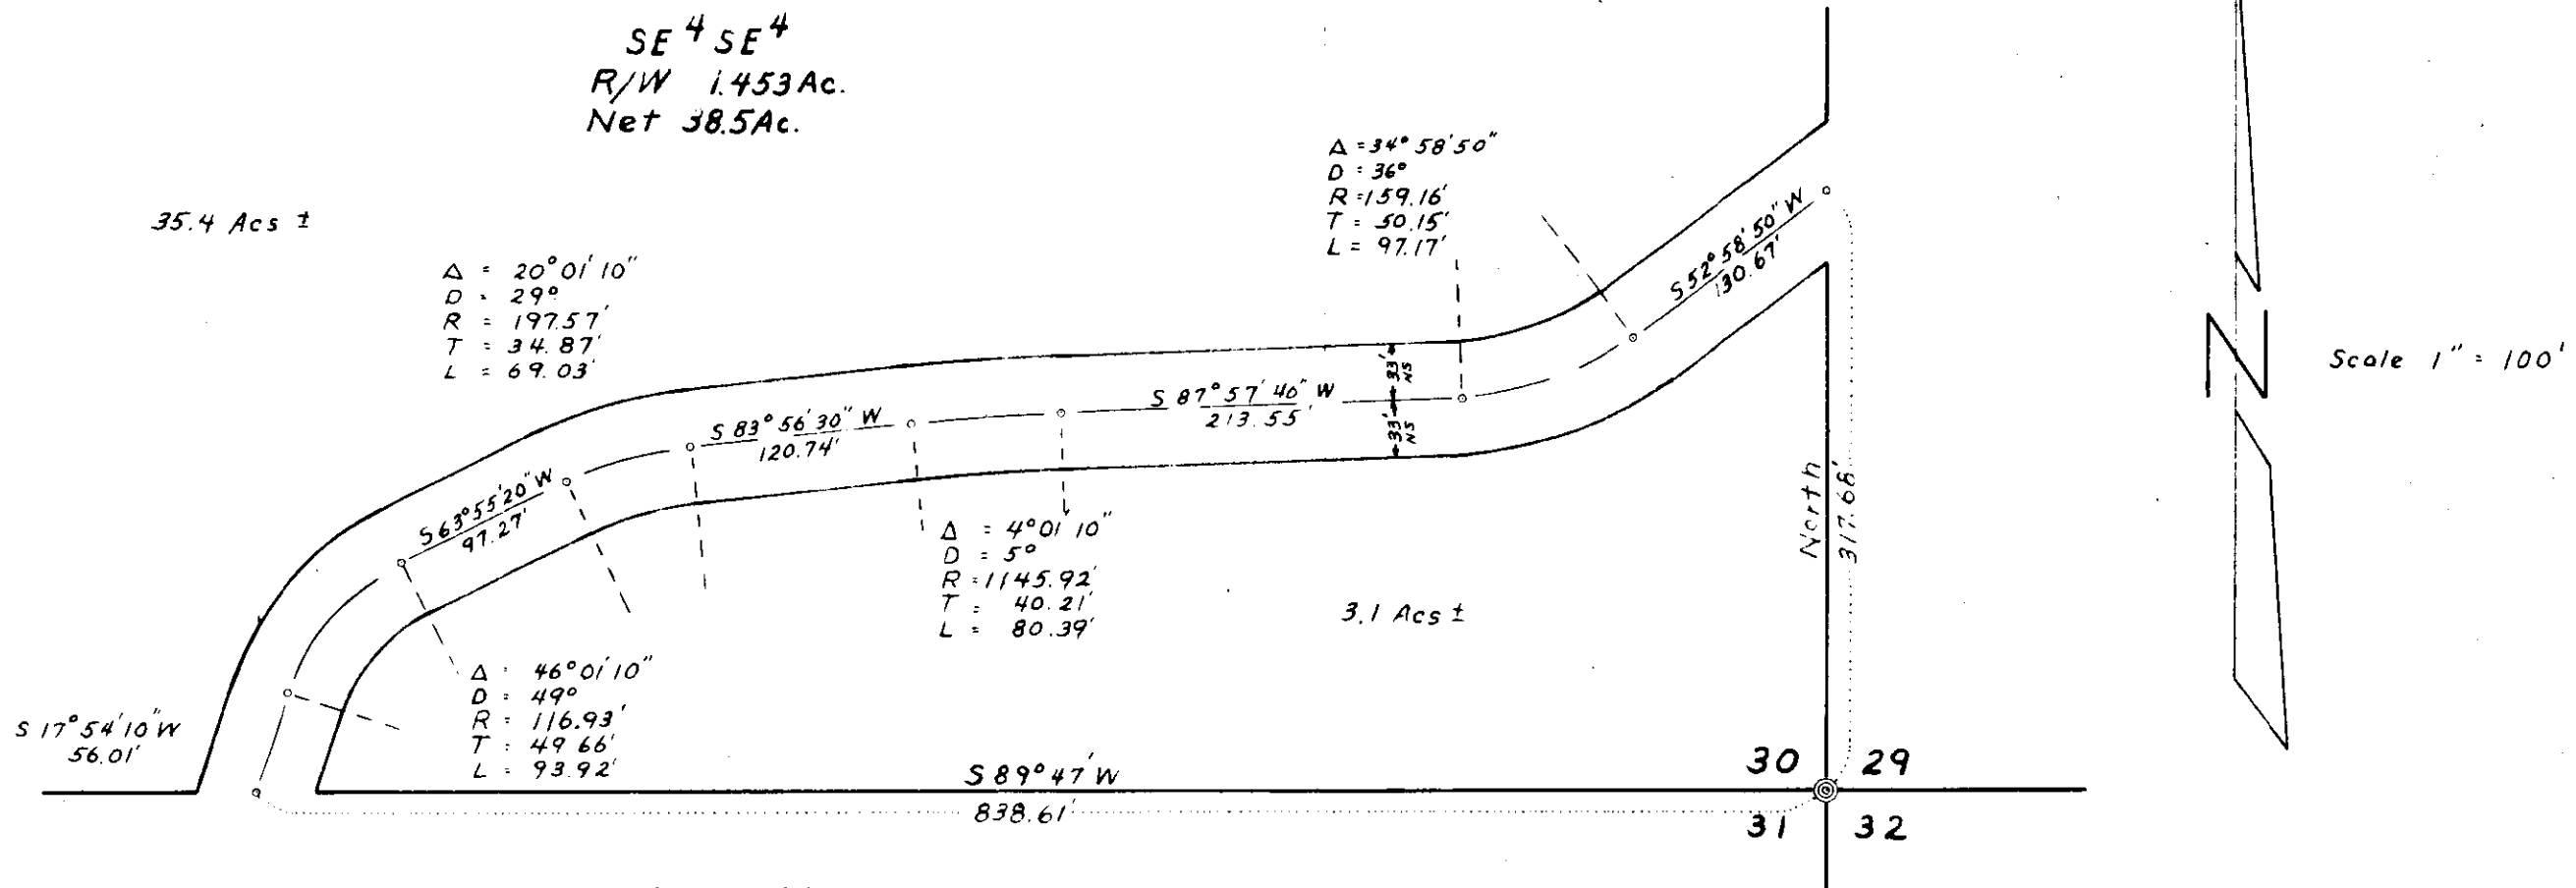 SE 4 SE 4
R/W 1.453 Ac.
Net 38.5 Ac.
35.4 Acs ±
Δ = 20° 01' 10"
D = 29°
R = 197.57'
T = 34.87'
L = 69.03'
Δ = 34° 58' 50"
D = 36°
R = 159.16'
T = 50.15'
L = 97.17'
S 52° 58' 50" W
130.67'
N
Scale 1" = 100'
33'
NS
33'
NS
S 87° 57' 40" W
213.55'
S 83° 56' 30" W
120.74'
S 63° 55' 20" W
97.27'
North
317.68'
Δ = 4° 01' 10"
D = 5°
R = 1145.92'
T = 40.21'
L = 80.39'
3.1 Acs ±
Δ = 46° 01' 10"
D = 49°
R = 116.93'
T = 49.66'
L = 93.92'
S 17° 54' 10" W
56.01'
S 89° 47' W
838.61'
30 29
31 32